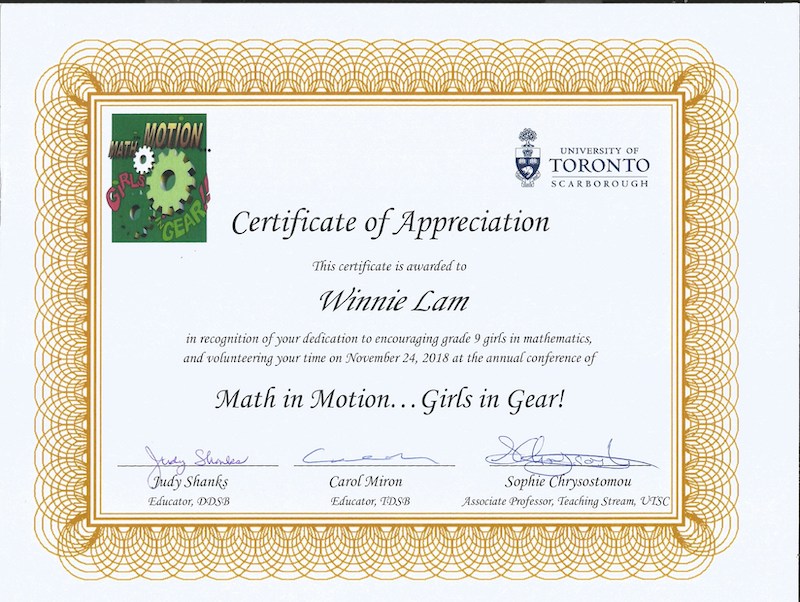 MATH in MOTION...
GIRLS in GEAR!!
UNIVERSITY OF
TORONTO
SCARBOROUGH
Certificate of Appreciation
This certificate is awarded to
Winnie Lam
in recognition of your dedication to encouraging grade 9 girls in mathematics,
and volunteering your time on November 24, 2018 at the annual conference of
Math in Motion…Girls in Gear!
Judy Shanks
Judy Shanks
Carol Miron
Sophie Chrysostomou
Educator, DDSB
Educator, TDSB
Associate Professor, Teaching Stream, UTSC